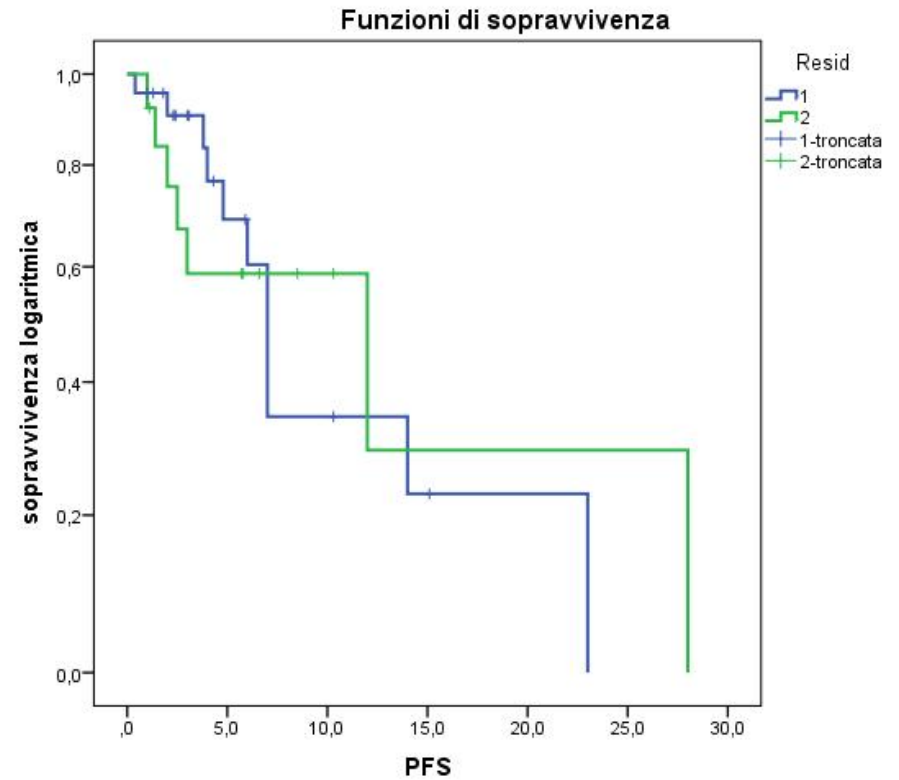 Funzioni di sopravvivenza
Resid
1
2
1-troncata
2-troncata
sopravvivenza logaritmica
1,0
0,8
0,6
0,4
0,2
0,0
,0 5,0 10,0 15,0 20,0 25,0 30,0
PFS